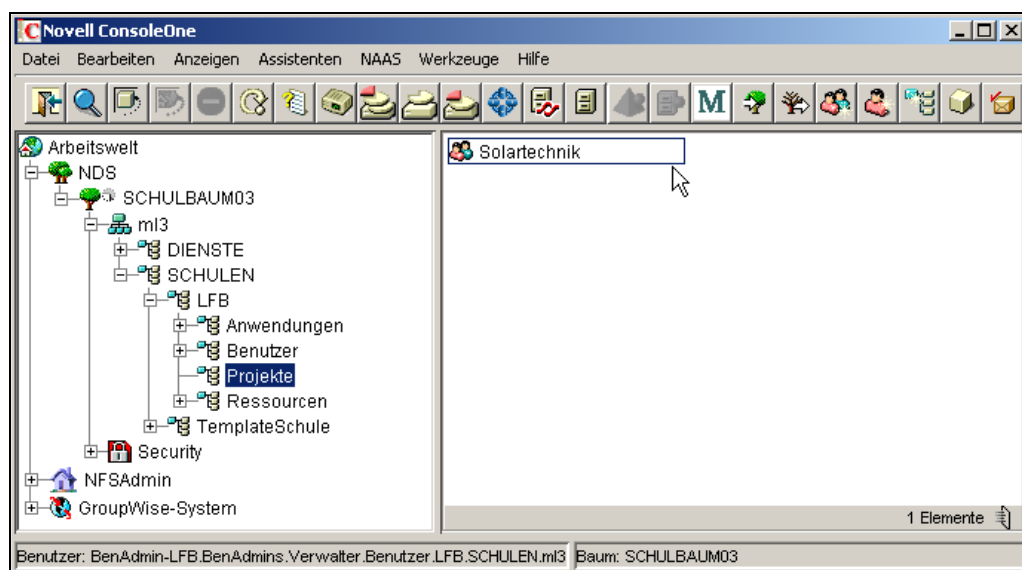 Novell ConsoleOne
Datei Bearbeiten Anzeigen Assistenten NAAS Werkzeuge Hilfe
M
Arbeitswelt
NDS
SCHULBAUM03
ml3
DIENSTE
SCHULEN
LFB
Anwendungen
Benutzer
Projekte
Ressourcen
TemplateSchule
Security
NFSAdmin
GroupWise-System
Solartechnik
1 Elemente
Benutzer: BenAdmin-LFB.BenAdmins.Verwalter.Benutzer.LFB.SCHULEN.ml3 Baum: SCHULBAUM03